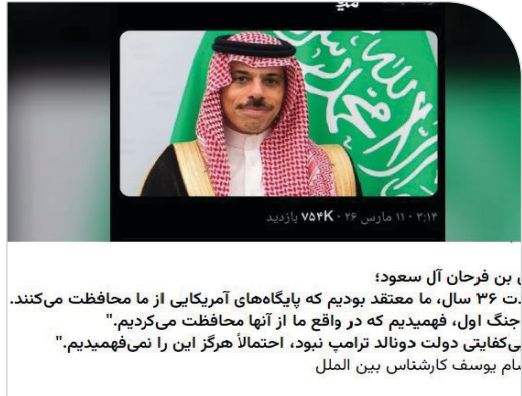 ۳:۱۴ · ۱۱ مارس ۲۶ · ۷۵۴K بازدید
بن فرحان آل سعود؛
۳۶ سال، ما معتقد بودیم که پایگاه‌های آمریکایی از ما محافظت می‌کنند.
جنگ اول، فهمیدیم که در واقع ما از آنها محافظت می‌کردیم."
کفایتی دولت دونالد ترامپ نبود، احتمالاً هرگز این را نمی‌فهمیدیم."
یوسف کارشناس بین الملل